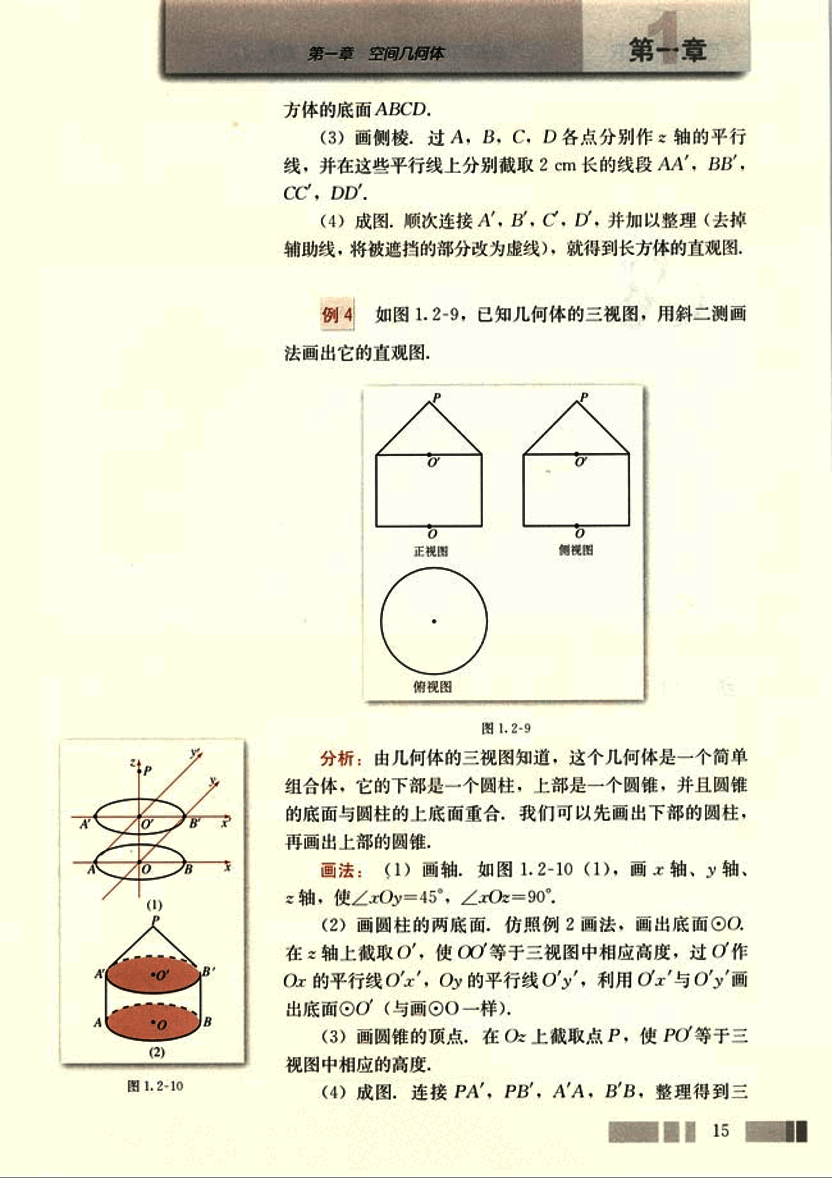 第一章 空间几何体
第一章
方体的底面ABCD.
(3) 画侧棱. 过 A, B, C, D 各点分别作 z 轴的平行
线, 并在这些平行线上分别截取 2 cm 长的线段 AA′, BB′,
CC′, DD′.
(4) 成图. 顺次连接 A′, B′, C′, D′, 并加以整理 (去掉
辅助线, 将被遮挡的部分改为虚线), 就得到长方体的直观图.
例 4 如图 1.2-9, 已知几何体的三视图, 用斜二测画
法画出它的直观图.
P
P
O′
O′
O
O
正视图
侧视图
俯视图
图 1.2-9
分析: 由几何体的三视图知道, 这个几何体是一个简单
组合体, 它的下部是一个圆柱, 上部是一个圆锥, 并且圆锥
的底面与圆柱的上底面重合. 我们可以先画出下部的圆柱,
再画出上部的圆锥.
画法: (1) 画轴. 如图 1.2-10 (1), 画 x 轴、y 轴、
z 轴, 使∠xOy=45°, ∠xOz=90°.
(2) 画圆柱的两底面. 仿照例 2 画法, 画出底面⊙O.
在 z 轴上截取 O′, 使 OO′等于三视图中相应高度, 过 O′作
Ox 的平行线 O′x′, Oy 的平行线 O′y′, 利用 O′x′与 O′y′画
出底面⊙O′ (与画⊙O一样).
(3) 画圆锥的顶点. 在 Oz 上截取点 P, 使 PO′等于三
视图中相应的高度.
(4) 成图. 连接 PA′, PB′, A′A, B′B, 整理得到三
z
P
y′
y
A′ O′ B′ x′
A O B x
(1)
P
A′ O′ B′
A O B
(2)
图 1.2-10
15